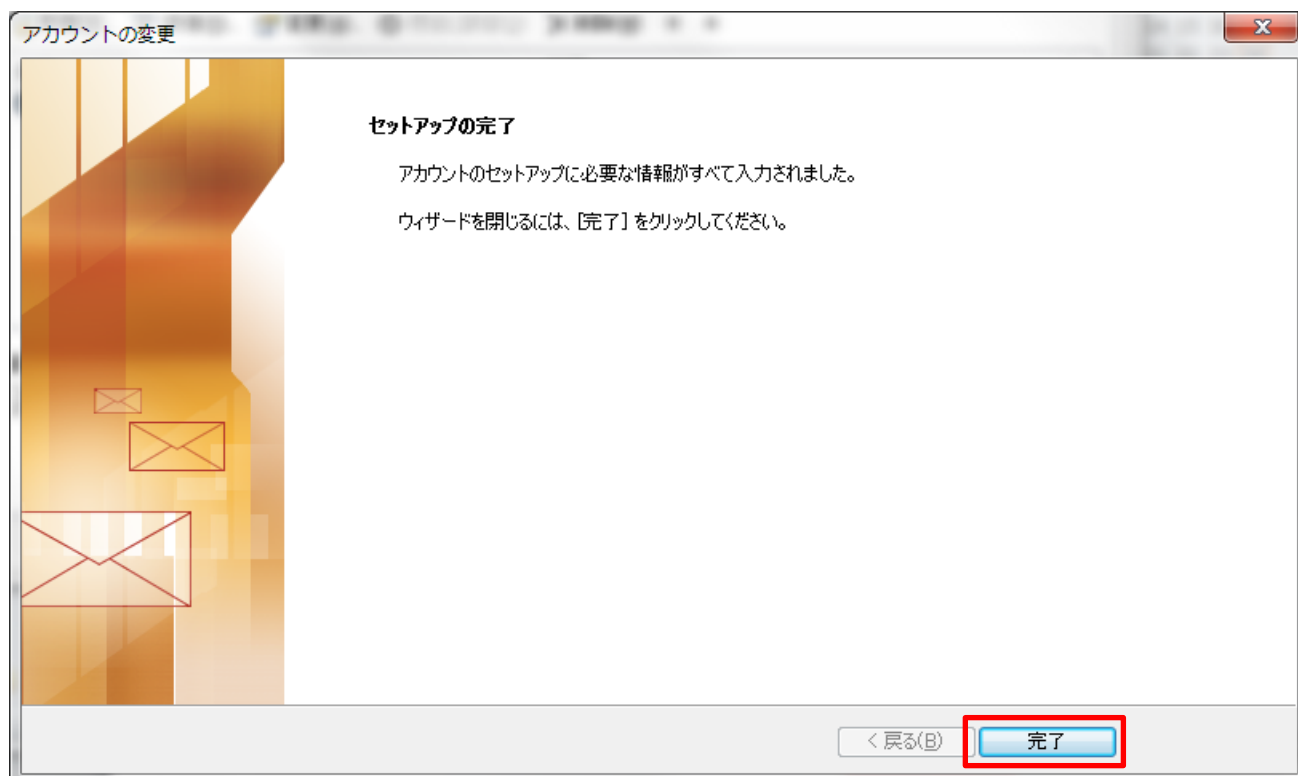 アカウントの変更
セットアップの完了
アカウントのセットアップに必要な情報がすべて入力されました。
ウィザードを閉じるには、[完了] をクリックしてください。
< 戻る(B)
完了